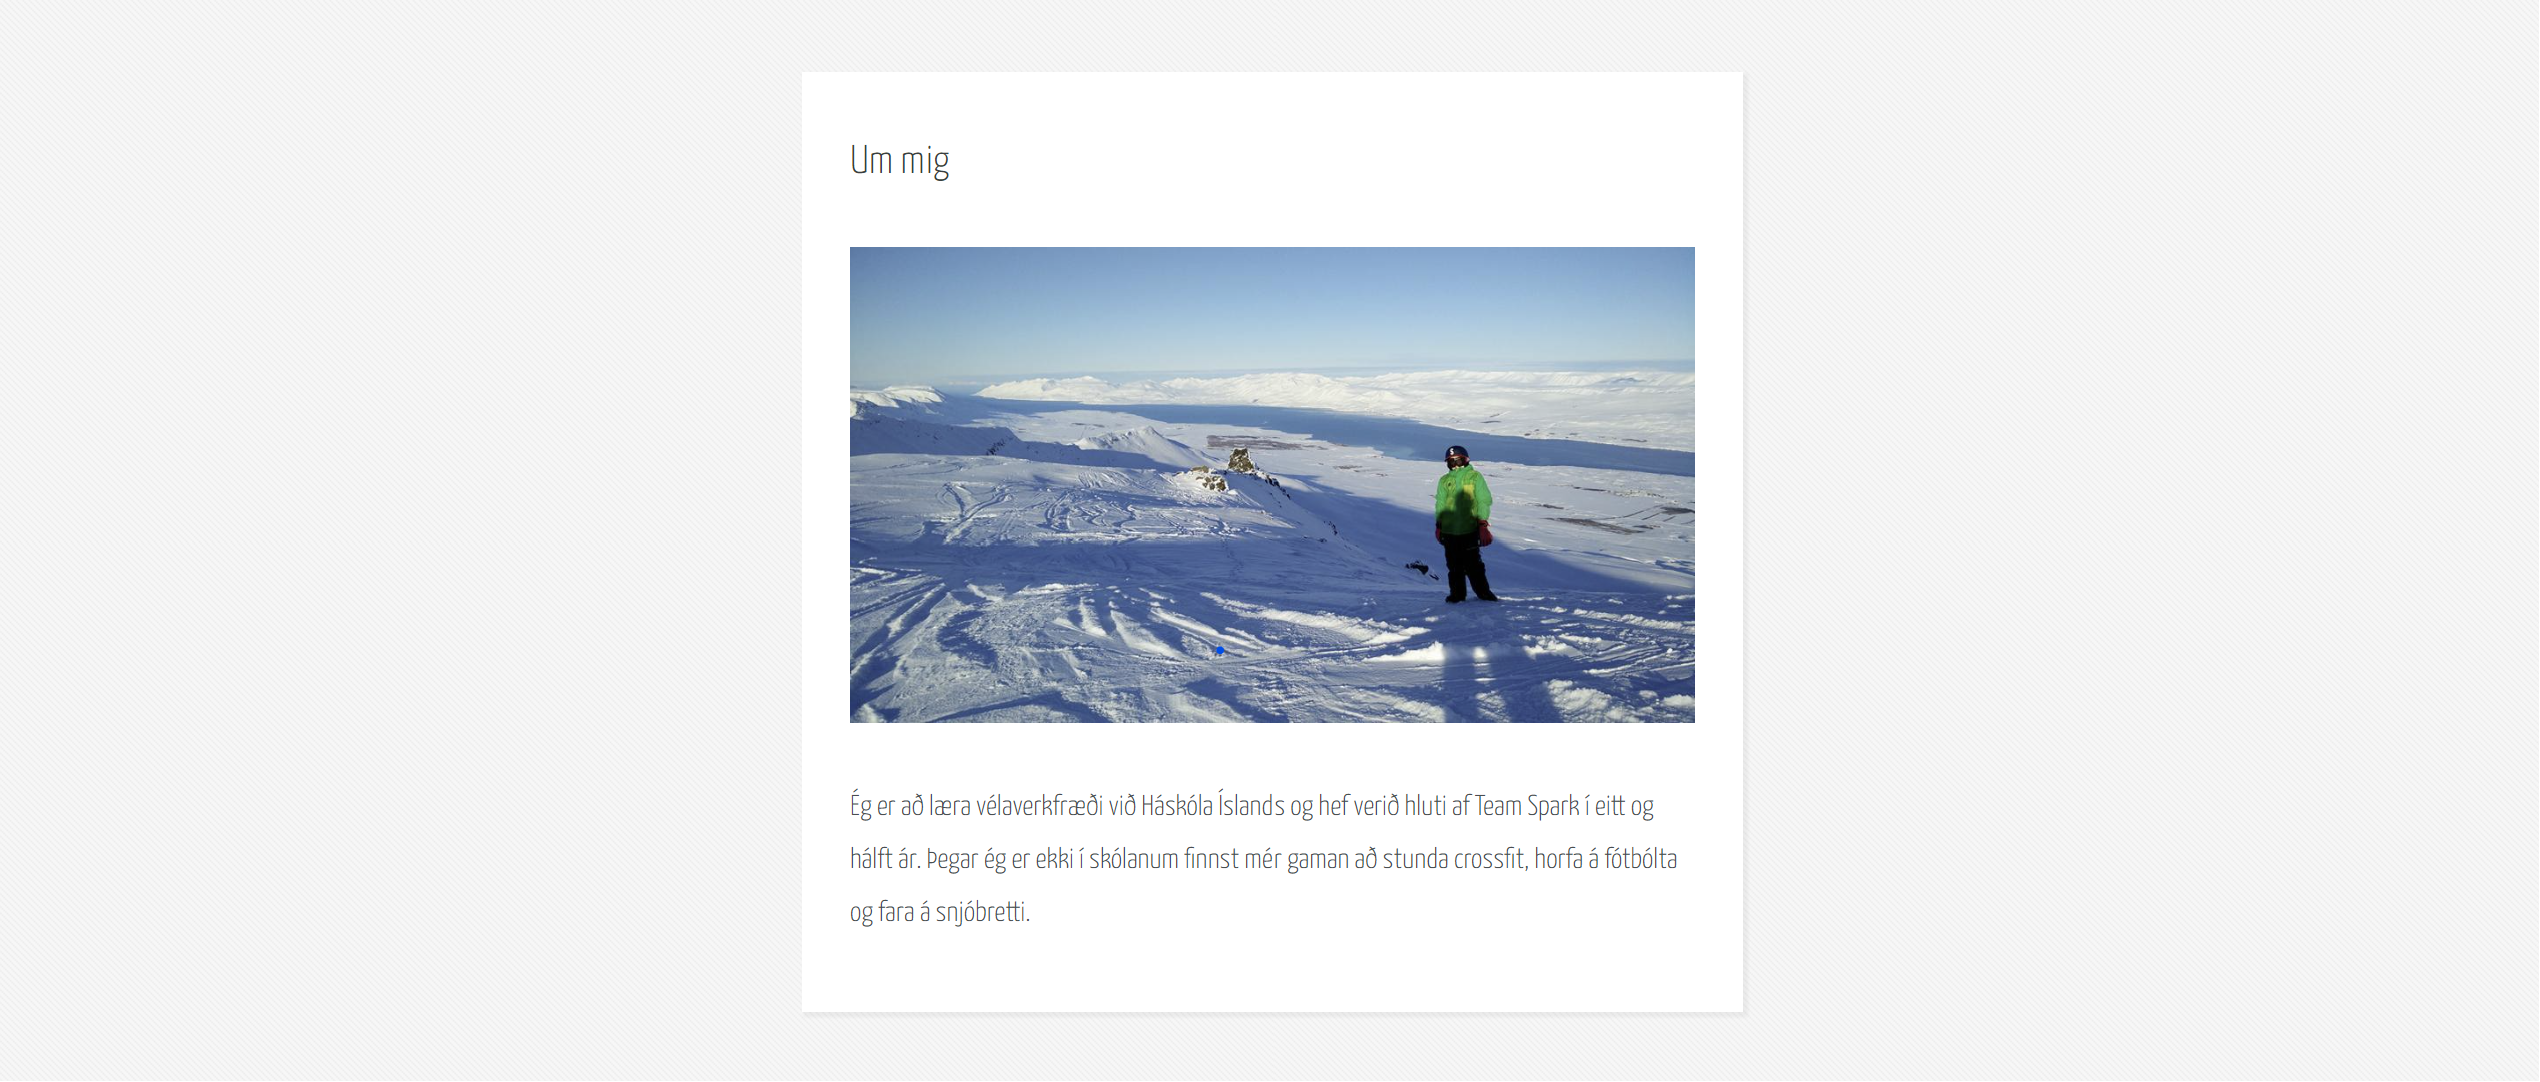 Um mig
Ég er að læra vélaverkfræði við Háskóla Íslands og hef verið hluti af Team Spark í eitt og
hálft ár. Þegar ég er ekki í skólanum finnst mér gaman að stunda crossfit, horfa á fótbólta
og fara á snjóbretti.